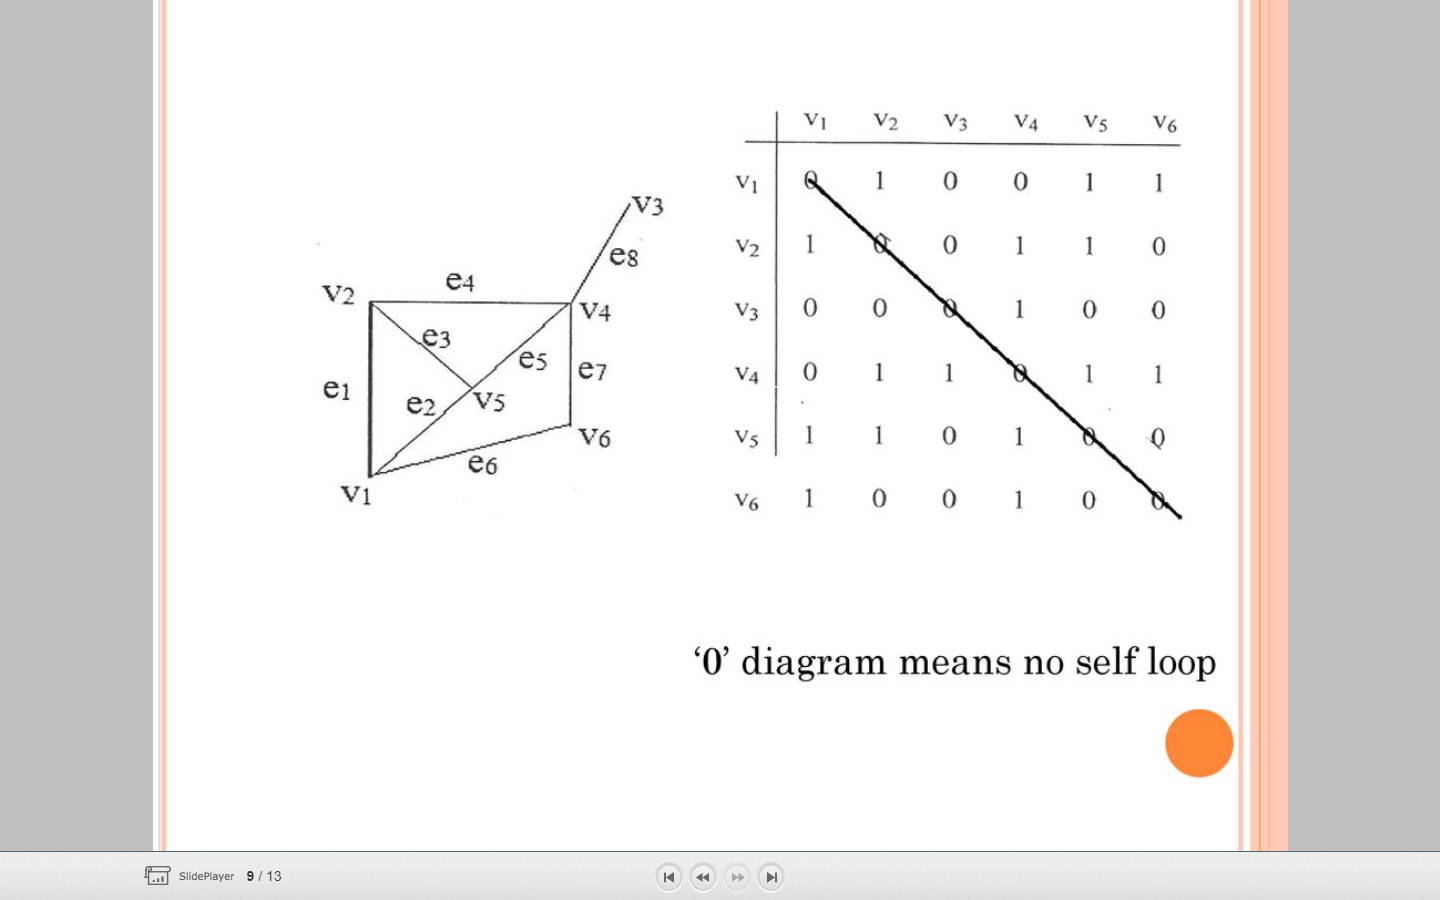 V3
e8
V2 e4 V4
e3 e5 e7
e1 e2 V5
V6
e6
V1
V1 V2 V3 V4 V5 V6
V1 0 1 0 0 1 1
V2 1 0 0 1 1 0
V3 0 0 0 1 0 0
V4 0 1 1 0 1 1
V5 1 1 0 1 0 0
V6 1 0 0 1 0 0
‘0’ diagram means no self loop
SlidePlayer 9 / 13